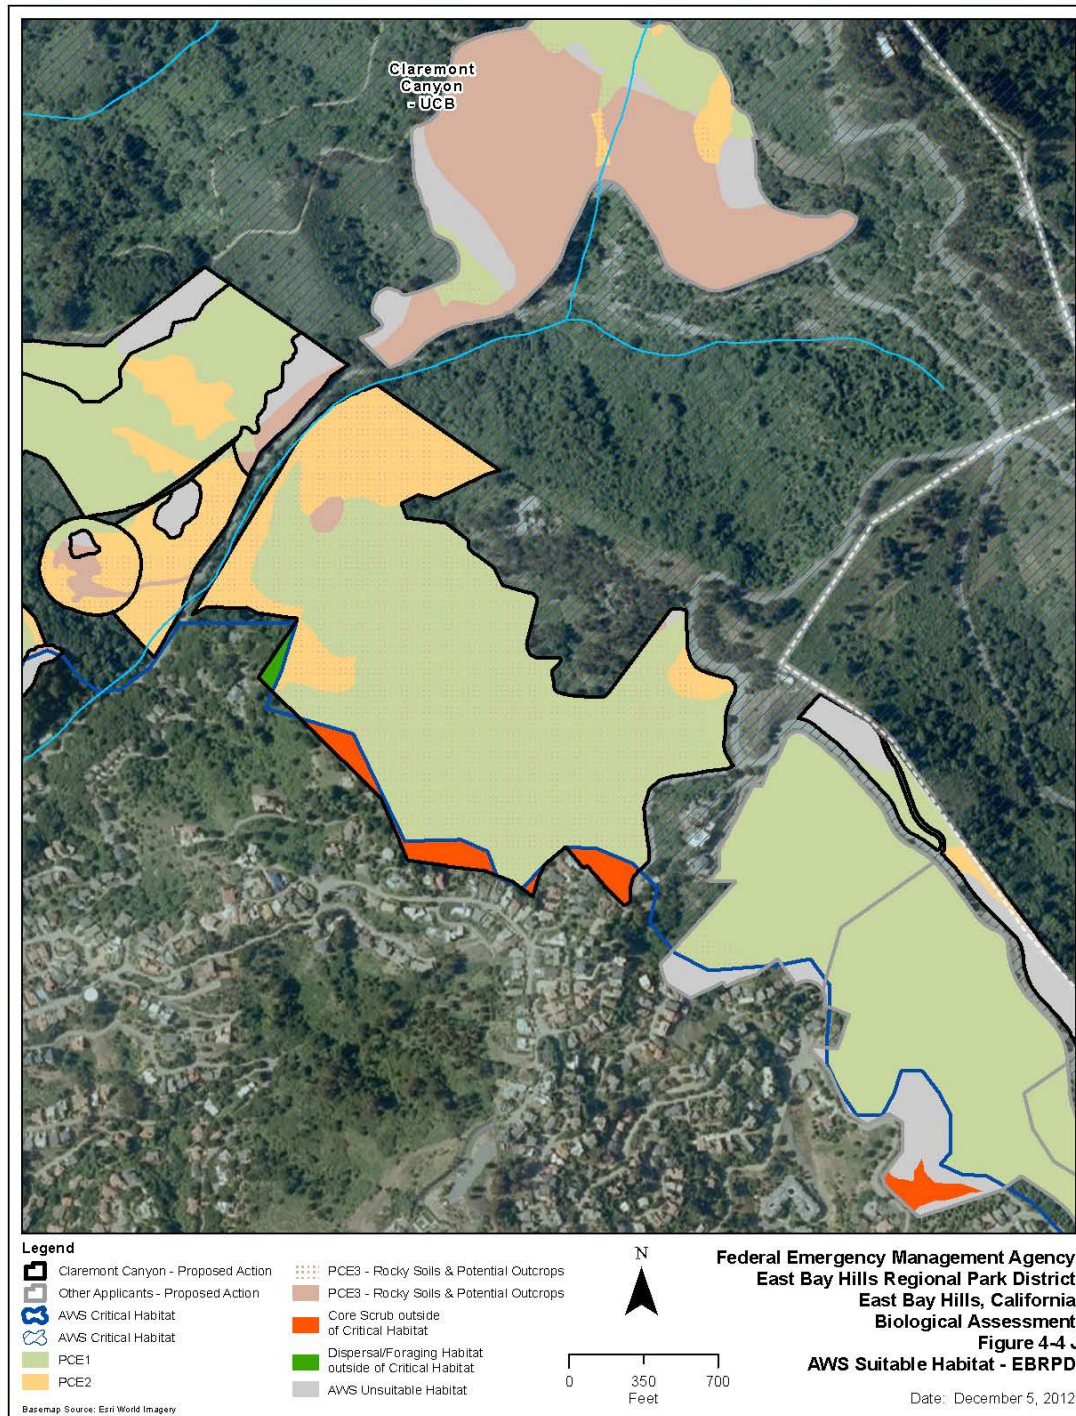 Claremont
Canyon
- UCB
Legend
Claremont Canyon - Proposed Action
Other Applicants - Proposed Action
AWS Critical Habitat
AWS Critical Habitat
PCE1
PCE2
PCE3 - Rocky Soils & Potential Outcrops
PCE3 - Rocky Soils & Potential Outcrops
Core Scrub outside
of Critical Habitat
Dispersal/Foraging Habitat
outside of Critical Habitat
AWS Unsuitable Habitat
N
0 350 700
Feet
Federal Emergency Management Agency
East Bay Hills Regional Park District
East Bay Hills, California
Biological Assessment
Figure 4-4
AWS Suitable Habitat - EBRPD
Date: December 5, 2012
Basemap Source: Esri World Imagery